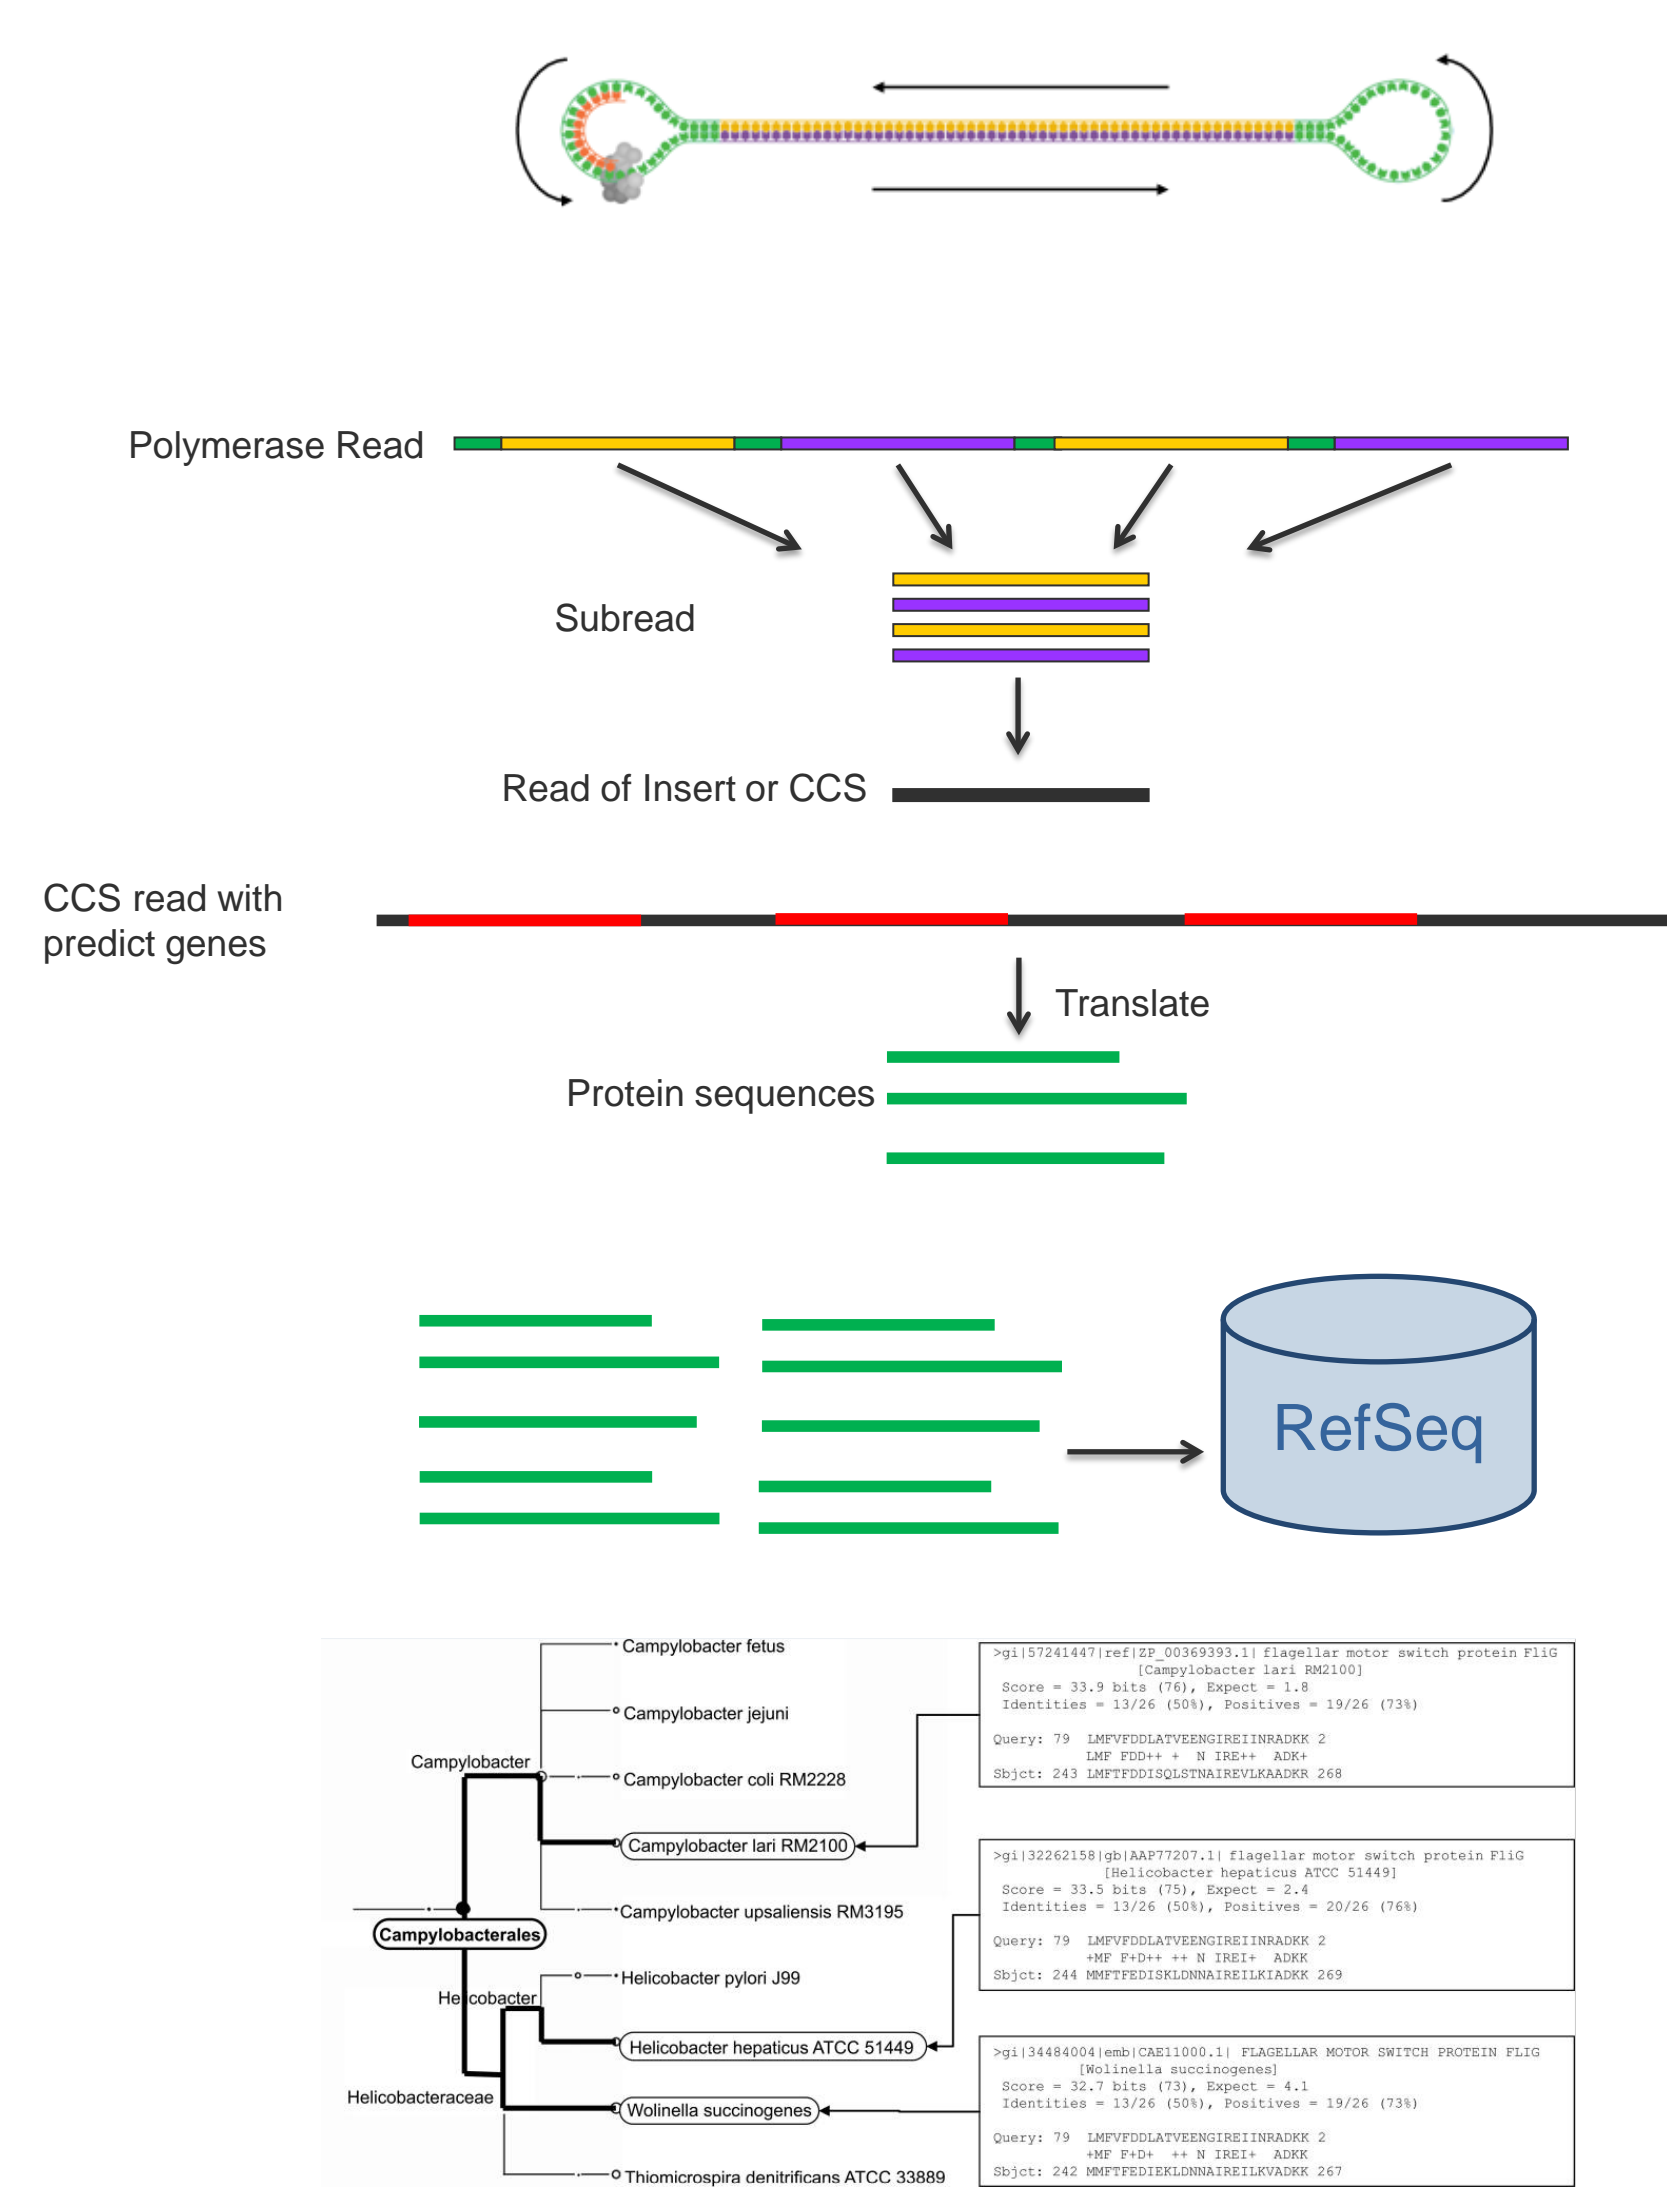 Polymerase Read
Subread
Read of Insert or CCS
CCS read with
predict genes
Translate
Protein sequences
RefSeq
Campylobacter fetus
Campylobacter jejuni
Campylobacter
Campylobacter coli RM2228
Campylobacter lari RM2100
Campylobacter upsaliensis RM3195
Campylobacterales
Helicobacter pylori J99
Helicobacter
Helicobacter hepaticus ATCC 51449
Helicobacteraceae
Wolinella succinogenes
Thiomicrospira denitrificans ATCC 33889
>gi|57241447|ref|ZP_00369393.1| flagellar motor switch protein FliG
[Campylobacter lari RM2100]
Score = 33.9 bits (76), Expect = 1.8
Identities = 13/26 (50%), Positives = 19/26 (73%)
Query: 79 LMFVFDDLATVEENGIREIINRADKK 2
LMF FDD++ + N IRE++ ADK+
Sbjct: 243 LMFTFDDISQLSTNAIREVLKAADKR 268
>gi|32262158|gb|AAP77207.1| flagellar motor switch protein FliG
[Helicobacter hepaticus ATCC 51449]
Score = 33.5 bits (75), Expect = 2.4
Identities = 13/26 (50%), Positives = 20/26 (76%)
Query: 79 LMFVFDDLATVEENGIREIINRADKK 2
+MF F+D++ ++ N IREI+ ADKK
Sbjct: 244 MMFTFEDISKLDNNAIREILKIADKK 269
>gi|34484004|emb|CAE11000.1| FLAGELLAR MOTOR SWITCH PROTEIN FLIG
[Wolinella succinogenes]
Score = 32.7 bits (73), Expect = 4.1
Identities = 13/26 (50%), Positives = 19/26 (73%)
Query: 79 LMFVFDDLATVEENGIREIINRADKK 2
+MF F+D+ ++ N IREI+ ADKK
Sbjct: 242 MMFTFEDIEKLDNNAIREILKVADKK 267